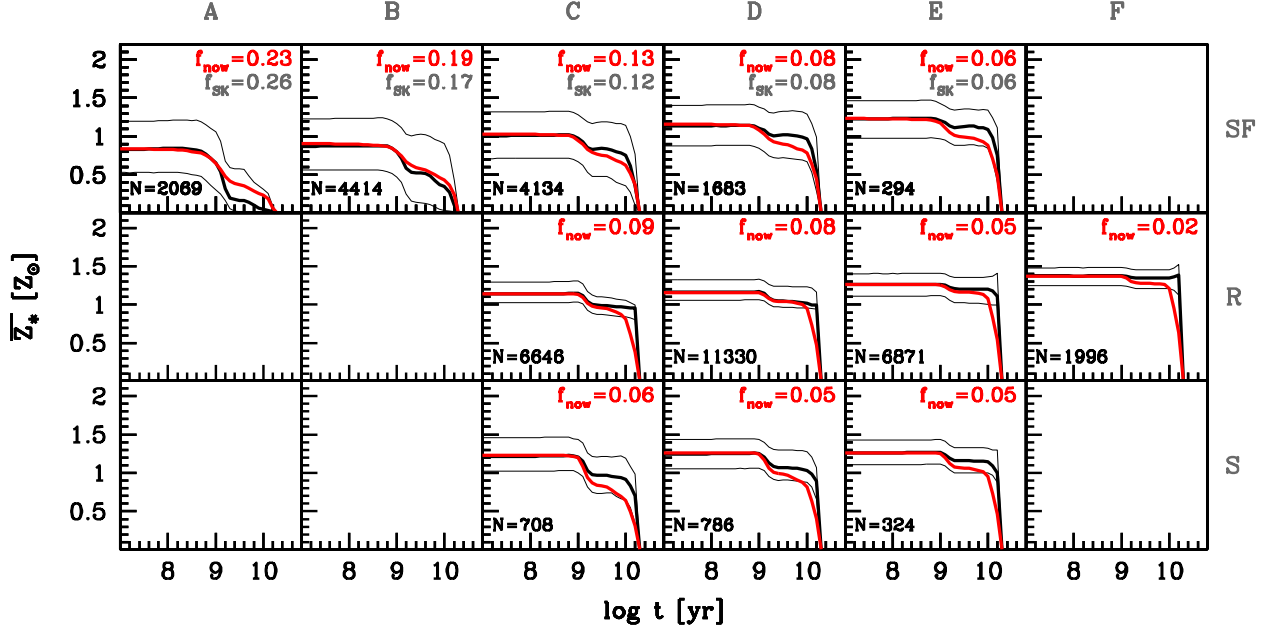 A B C D E F
f_now=0.23 f_now=0.19 f_now=0.13 f_now=0.08 f_now=0.06
f_SK=0.26 f_SK=0.17 f_SK=0.12 f_SK=0.08 f_SK=0.06
2
1.5
1
0.5
SF
N=2069 N=4414 N=4134 N=1683 N=294
f_now=0.09 f_now=0.08 f_now=0.05 f_now=0.02
2
1.5
1
0.5
R
N=6646 N=11330 N=6871 N=1996
f_now=0.06 f_now=0.05 f_now=0.05
2
1.5
1
0.5
S
N=708 N=786 N=324
Z̅_* [Z_⊙]
8 9 10 8 9 10 8 9 10 8 9 10 8 9 10 8 9 10
log t [yr]